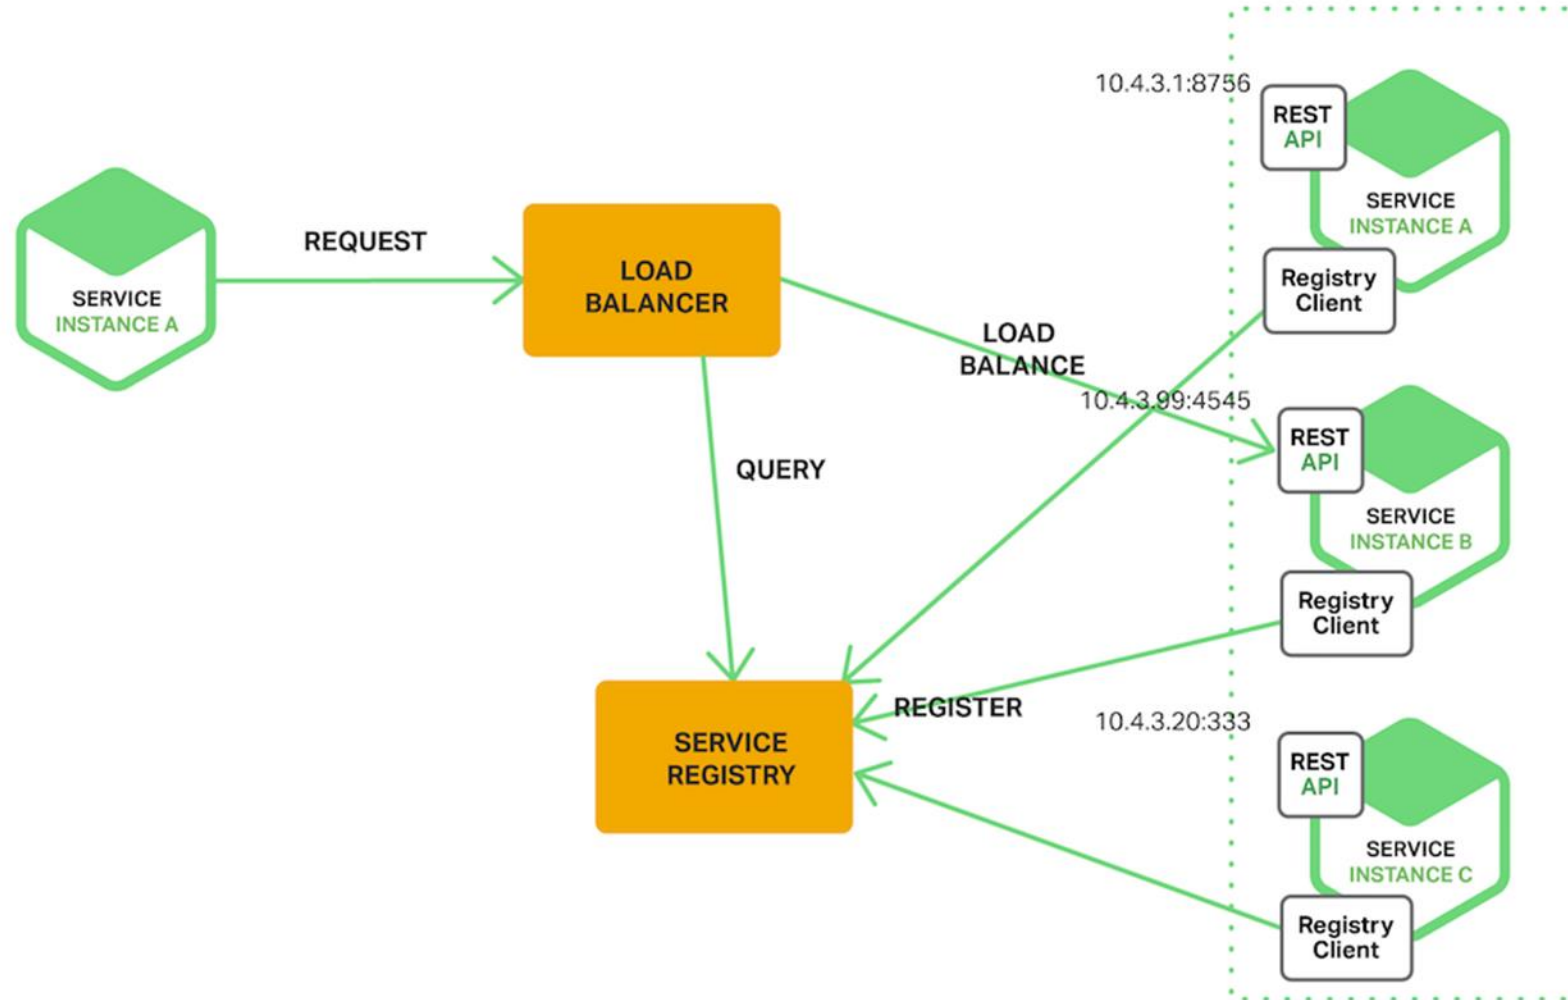 SERVICE
INSTANCE A
REQUEST
LOAD
BALANCER
QUERY
LOAD
BALANCE
SERVICE
REGISTRY
REGISTER
10.4.3.1:8756
REST
API
SERVICE
INSTANCE A
Registry
Client
10.4.3.99:4545
REST
API
SERVICE
INSTANCE B
Registry
Client
10.4.3.20:333
REST
API
SERVICE
INSTANCE C
Registry
Client